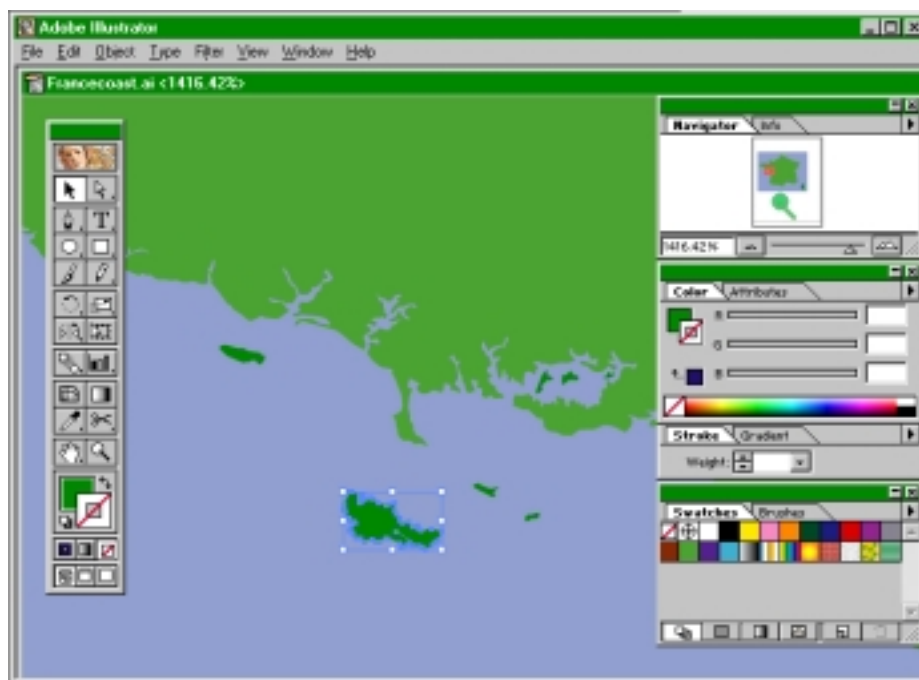 Adobe Illustrator
File Edit Object Type Filter View Window Help
Francecoast.ai <1416.42%>
Navigator Info
1416.42%
Color Attributes
R
G
B
Stroke Gradient
Weight:
Swatches Brushes
T